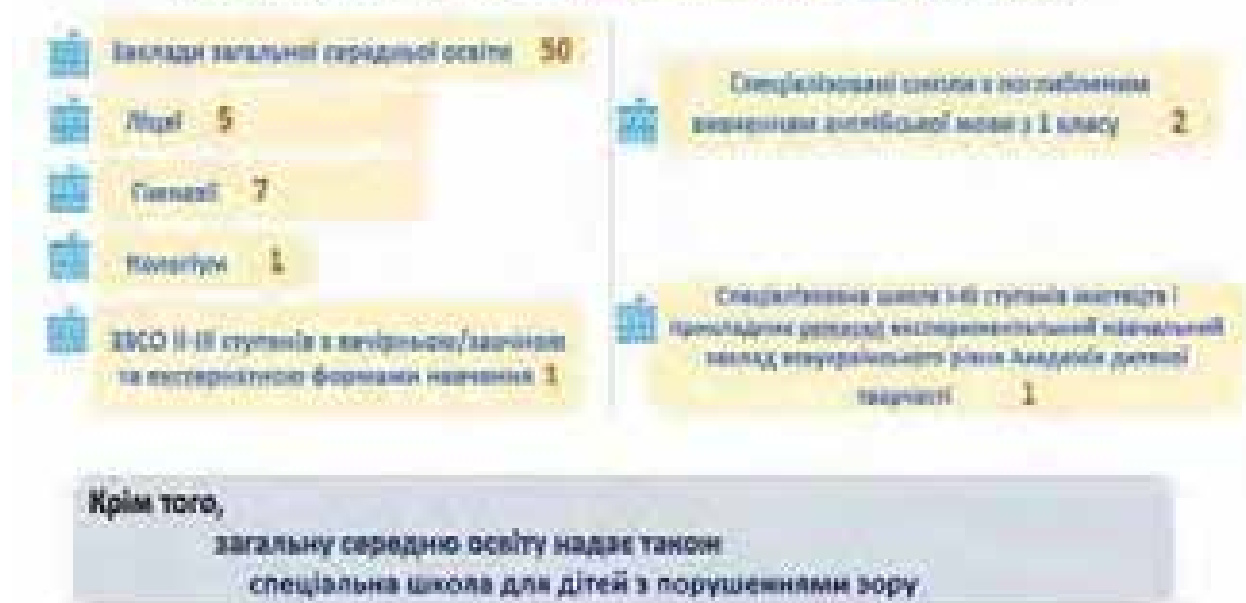 Заклади загальної середньої освіти 50
Ліцеї 5
Гімназії 7
Колегіум 1
ЗЗСО ІІ-ІІІ ступенів з вечірньою/заочною
та екстернатною формами навчання 1
Спеціалізовані школи з поглибленим
вивченням англійської мови з 1 класу 2
Спеціалізована школа І-ІІІ ступенів мистецтв і
прикладних ремесел експериментальний навчальний
заклад всеукраїнського рівня Академія дитячої
творчості 1
Крім того,
загальну середню освіту надає також
спеціальна школа для дітей з порушеннями зору